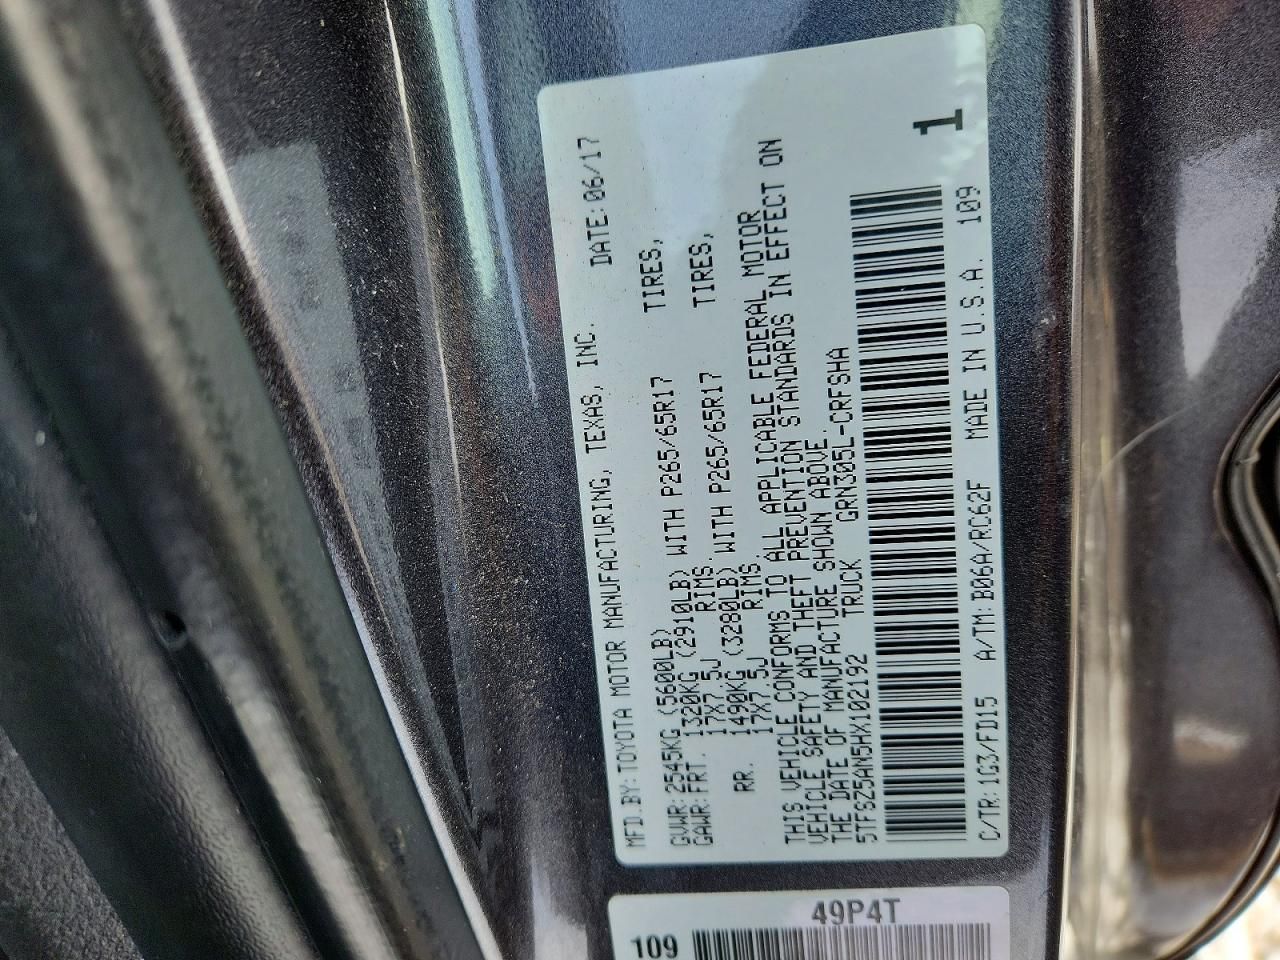 MFD.BY:TOYOTA MOTOR MANUFACTURING, TEXAS, INC. DATE:06/17
GVWR:2545KG(5600LB)
GAWR:FRT. 1320KG(2910LB)WITH P265/65R17 TIRES,
17X7.5J RIMS.
RR. 1490KG(3280LB)WITH P265/65R17 TIRES,
17X7.5J RIMS.
THIS VEHICLE CONFORMS TO ALL APPLICABLE FEDERAL MOTOR
VEHICLE SAFETY AND THEFT PREVENTION STANDARDS IN EFFECT ON
THE DATE OF MANUFACTURE SHOWN ABOVE.
5TFSZ5AN5HX102192 TRUCK GRN305L-CRFSHA
1
C/TR:1G3/FD15 A/TM:B06A/RC62F MADE IN U.S.A. 109
49P4T
109